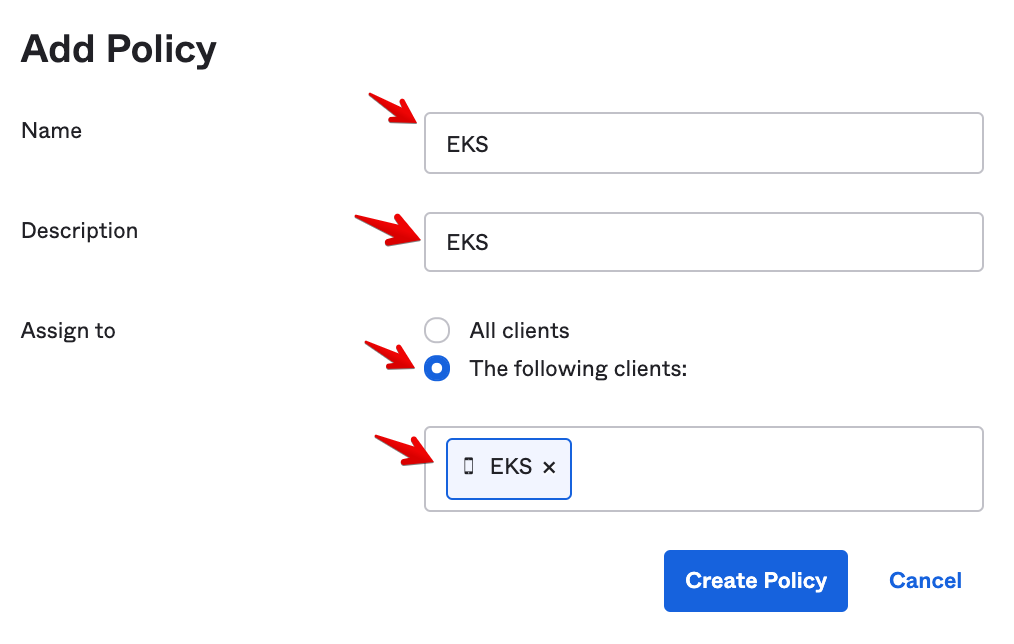 Add Policy
Name
EKS
Description
EKS
Assign to
All clients
The following clients:
EKS ×
Create Policy
Cancel